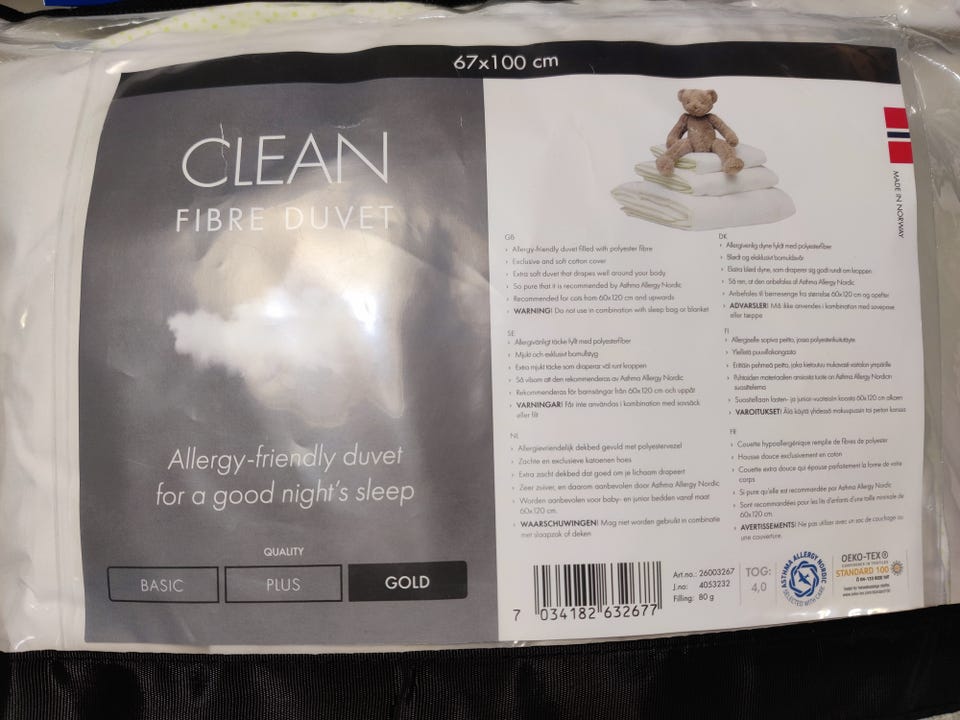 67x100 cm
CLEAN
FIBRE DUVET
Allergy-friendly duvet
for a good night's sleep
QUALITY
BASIC
PLUS
GOLD
MADE IN NORWAY
GB
› Allergy-friendly duvet filled with polyester fibre
› Exclusive and soft cotton cover
› Extra soft duvet that drapes well around your body
› So pure that it is recommended by Asthma Allergy Nordic
› Recommended for cots from 60x120 cm and upwards
› WARNING! Do not use in combination with sleep bag or blanket
SE
› Allergivänligt täcke fyllt med polyesterfiber
› Mjukt och exklusivt bomullstyg
› Extra mjukt täcke som draperar väl runt kroppen
› Så viborn att den rekommenderas av Asthma Allergy Nordic
› Rekommenderas för barnsängar från 60x120 cm och uppåt
› VARNINGAR! Får inte användas i kombination med sovsäck
eller filt
NL
› Allergievriendelijk dekbed gevuld met polyestervezel
› Zachte en exclusieve katoenen hoes
› Extra zacht dekbed dat goed om je lichaam drapeert
› Zeer zuiver, en daarom aanbevolen door Asthma Allergy Nordic
› Worden aanbevolen voor baby- en junior bedden vanaf maat
60x120 cm.
› WAARSCHUWINGEN! Mag niet worden gebruikt in combinatie
met slaapzak of deken
DK
› Allergivenlig dyne fyldt med polyesterfiber
› Blødt og eksklusivt bomuldsvår
› Ekstra blød dyne, som draperer sig godt rundt om kroppen
› Så ren, at den anbefales af Asthma Allergy Nordic
› Anbefales til børnesenge fra størrelse 60x120 cm og opefter
› ADVARSLER! Må ikke anvendes i kombination med sovepose
eller tæppe
FI
› Allergiselle sopiva peitto, jossa polyesterkuitutäyte
› Ylellistä puuvillakangasta
› Erittäin pehmeä peitto, joka kietoutuu mukavasti vartalon ympärille
› Puhtaiden materiaalien ansiosta tuote on Asthma Allergy Nordicin
suosittelema
› Suositellaan lasten- ja junior-vuoteisiin koosta 60x120 cm alkaen
› VAROITUKSET! Älä käytä yhdessä makuupussin tai peiton kanssa
FR
› Couette hypoallergénique remplie de fibres de polyester
› Housse douce exclusivement en coton
› Couette extra douce qui épouse parfaitement la forme de votre
corps
› Si pure qu'elle est recommandée par Asthma Allergy Nordic
› Sont recommandées pour les lits d'enfants d'une taille minimale de
60x120 cm.
› AVERTISSEMENTS! Ne pas utiliser avec un sac de couchage ou
une couverture.
7 034182 632677
Art.no.: 26003267
J.no: 4053232
Filling: 80 g
TOG:
4,0
ASTHMA ALLERGY NORDIC
SELECTED WITH CARE
OEKO-TEX®
CONFIDENCE IN TEXTILES
STANDARD 100